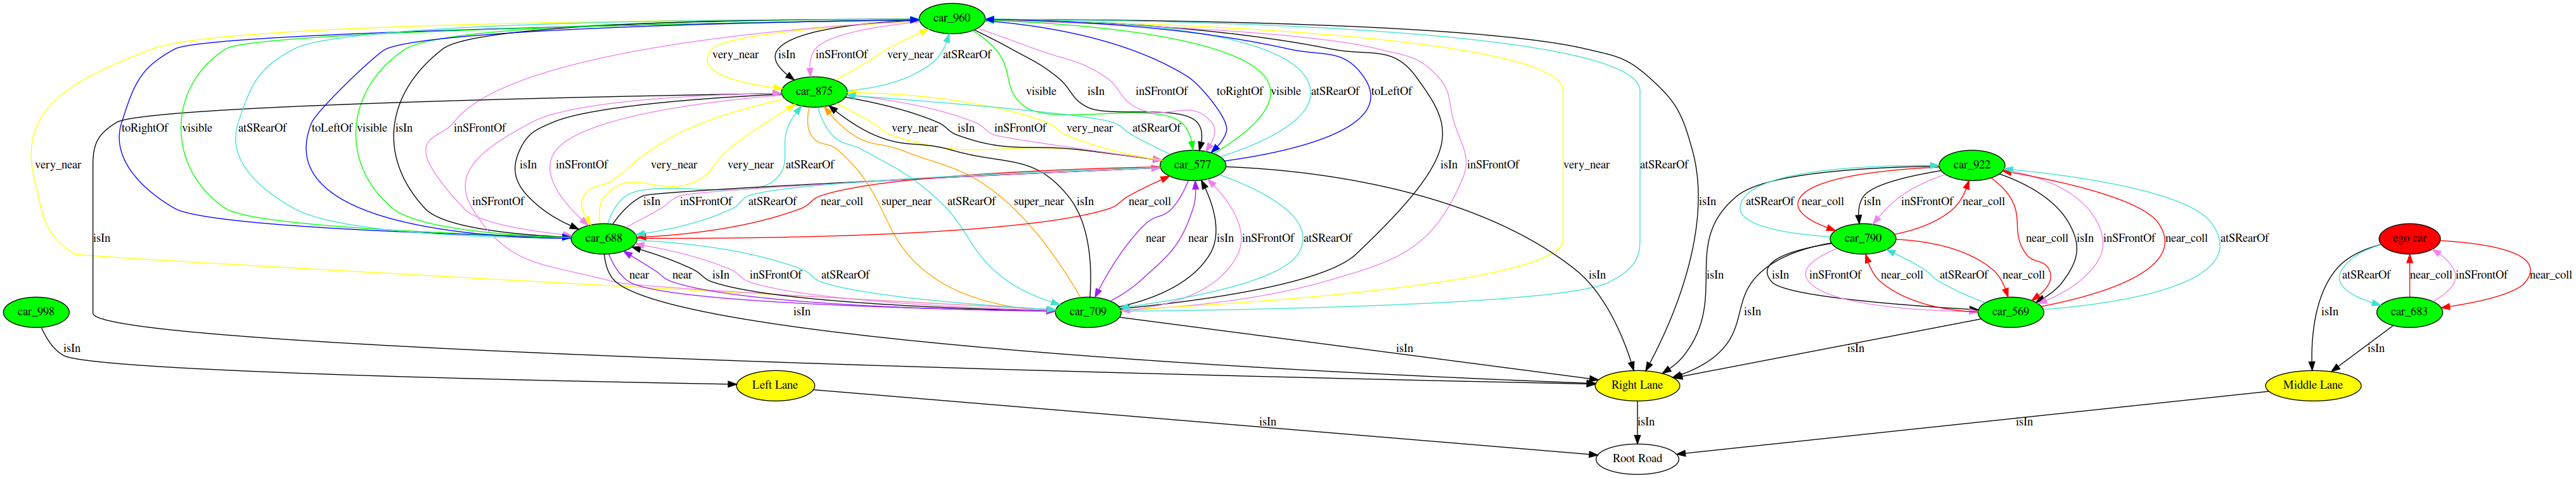 car_960
very_near isIn inSFrontOf very_near atSRearOf
car_875
visible isIn inSFrontOf toRightOf visible atSRearOf toLeftOf
toRightOf visible atSRearOf toLeftOf visible isIn inSFrontOf very_near isIn inSFrontOf very_near atSRearOf
very_near isIn inSFrontOf very_near very_near atSRearOf car_577 isIn inSFrontOf very_near atSRearOf car_922
inSFrontOf isIn inSFrontOf atSRearOf near_coll near_coll super_near atSRearOf super_near isIn isIn atSRearOf near_coll isIn inSFrontOf near_coll
isIn car_688 near near isIn inSFrontOf atSRearOf car_790 near_coll isIn inSFrontOf near_coll atSRearOf ego car
near near isIn inSFrontOf atSRearOf isIn isIn isIn inSFrontOf near_coll atSRearOf near_coll atSRearOf near_coll inSFrontOf near_coll
car_998 isIn car_709 isIn car_569 isIn car_683
isIn isIn isIn isIn
Left Lane Right Lane Middle Lane
isIn isIn isIn
Root Road